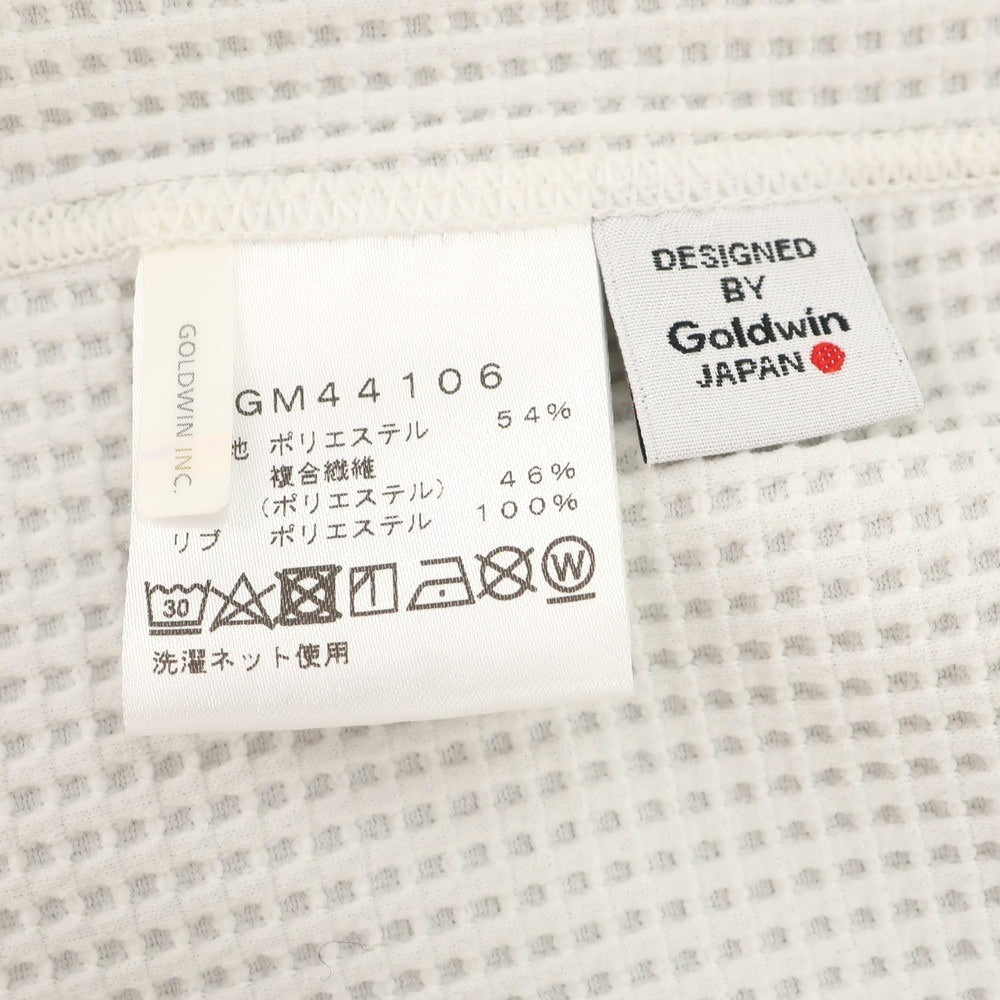 GOLDWIN INC.
GM44106
地 ポリエステル 54%
複合繊維
(ポリエステル) 46%
リブ ポリエステル 100%
30
W
洗濯ネット使用
DESIGNED
BY
Goldwin
JAPAN